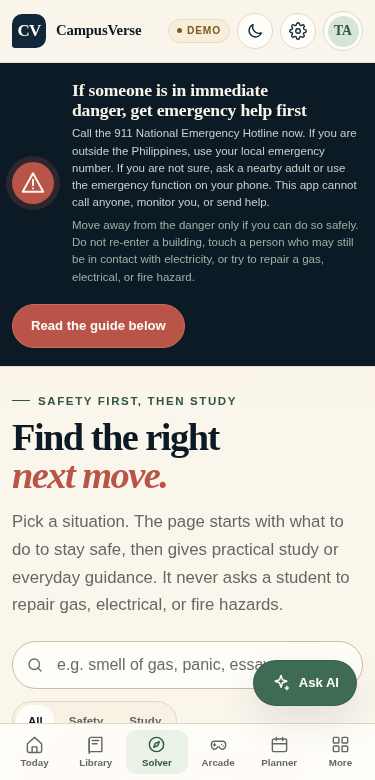 CV CampusVerse DEMO TA
If someone is in immediate
danger, get emergency help first
Call the 911 National Emergency Hotline now. If you are
outside the Philippines, use your local emergency
number. If you are not sure, ask a nearby adult or use
the emergency function on your phone. This app cannot
call anyone, monitor you, or send help.
Move away from the danger only if you can do so safely.
Do not re-enter a building, touch a person who may still
be in contact with electricity, or try to repair a gas,
electrical, or fire hazard.
Read the guide below
SAFETY FIRST, THEN STUDY
Find the right
next move.
Pick a situation. The page starts with what to
do to stay safe, then gives practical study or
everyday guidance. It never asks a student to
repair gas, electrical, or fire hazards.
e.g. smell of gas, panic,
Ask AI
All Safety Study
Today Library Solver Arcade Planner More